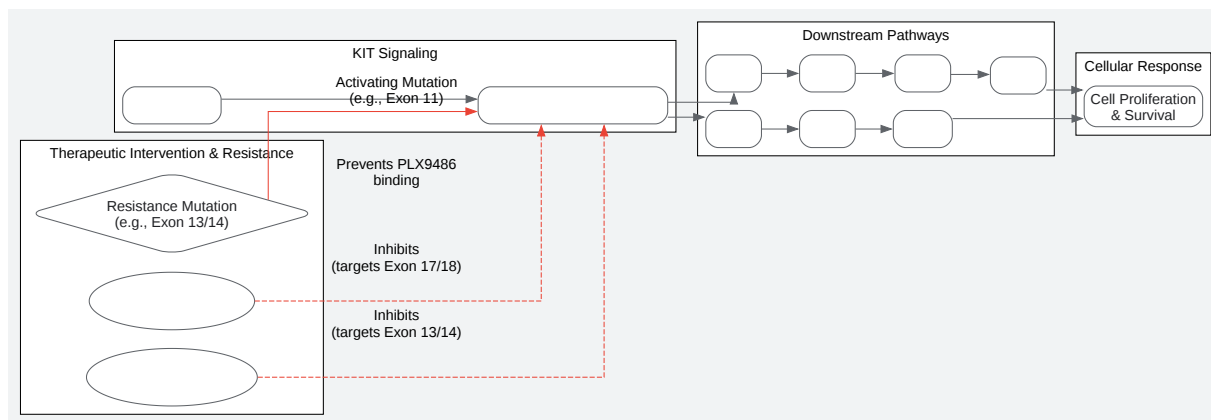 KIT Signaling
Activating Mutation
(e.g., Exon 11)
Downstream Pathways
Cellular Response
Cell Proliferation
& Survival
Therapeutic Intervention & Resistance
Resistance Mutation
(e.g., Exon 13/14)
Prevents PLX9486
binding
Inhibits
(targets Exon 17/18)
Inhibits
(targets Exon 13/14)